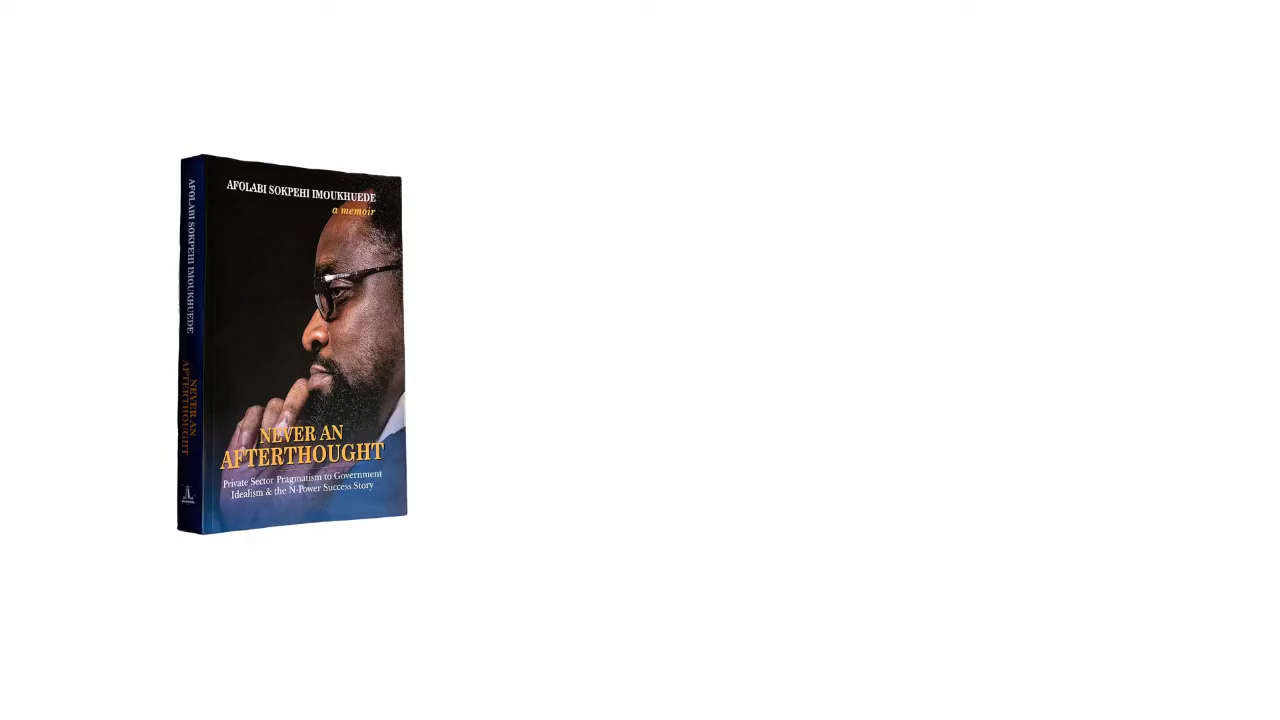 AFOLABI SOKPEHI IMOUKHUEDE
a memoir
NEVER AN
AFTERTHOUGHT
Private Sector Pragmatism to Government
Idealism & the N-Power Success Story
AFOLABI SOKPEHI IMOUKHUEDE
NEVER AN
AFTERTHOUGHT